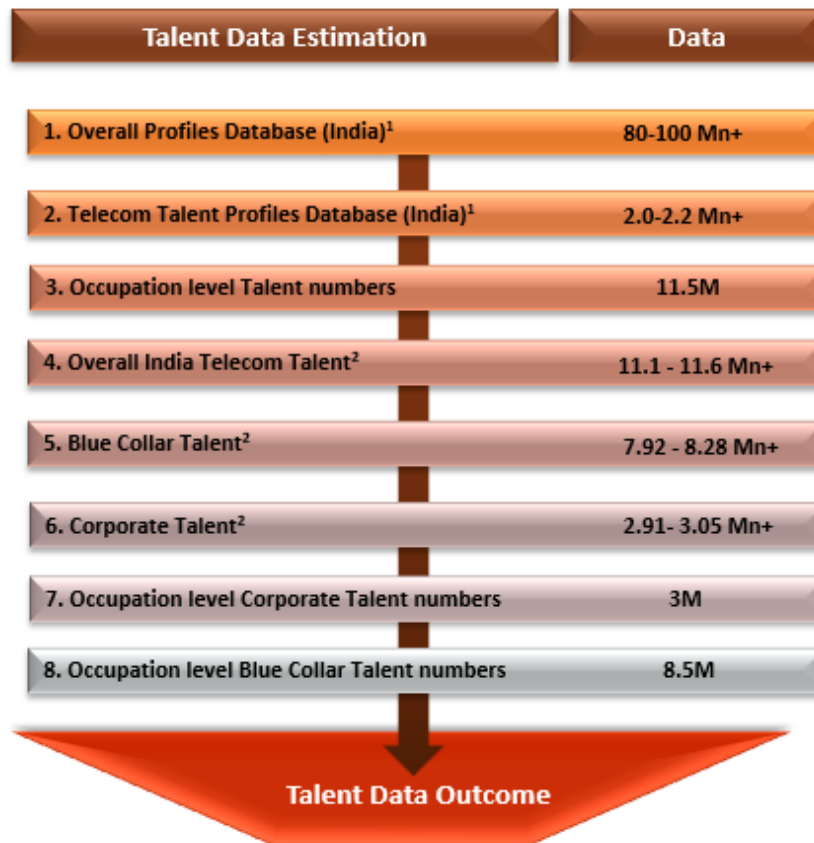 Talent Data Estimation Data
1. Overall Profiles Database (India)¹ 80-100 Mn+
2. Telecom Talent Profiles Database (India)¹ 2.0-2.2 Mn+
3. Occupation level Talent numbers 11.5M
4. Overall India Telecom Talent² 11.1 - 11.6 Mn+
5. Blue Collar Talent² 7.92 - 8.28 Mn+
6. Corporate Talent² 2.91- 3.05 Mn+
7. Occupation level Corporate Talent numbers 3M
8. Occupation level Blue Collar Talent numbers 8.5M
Talent Data Outcome